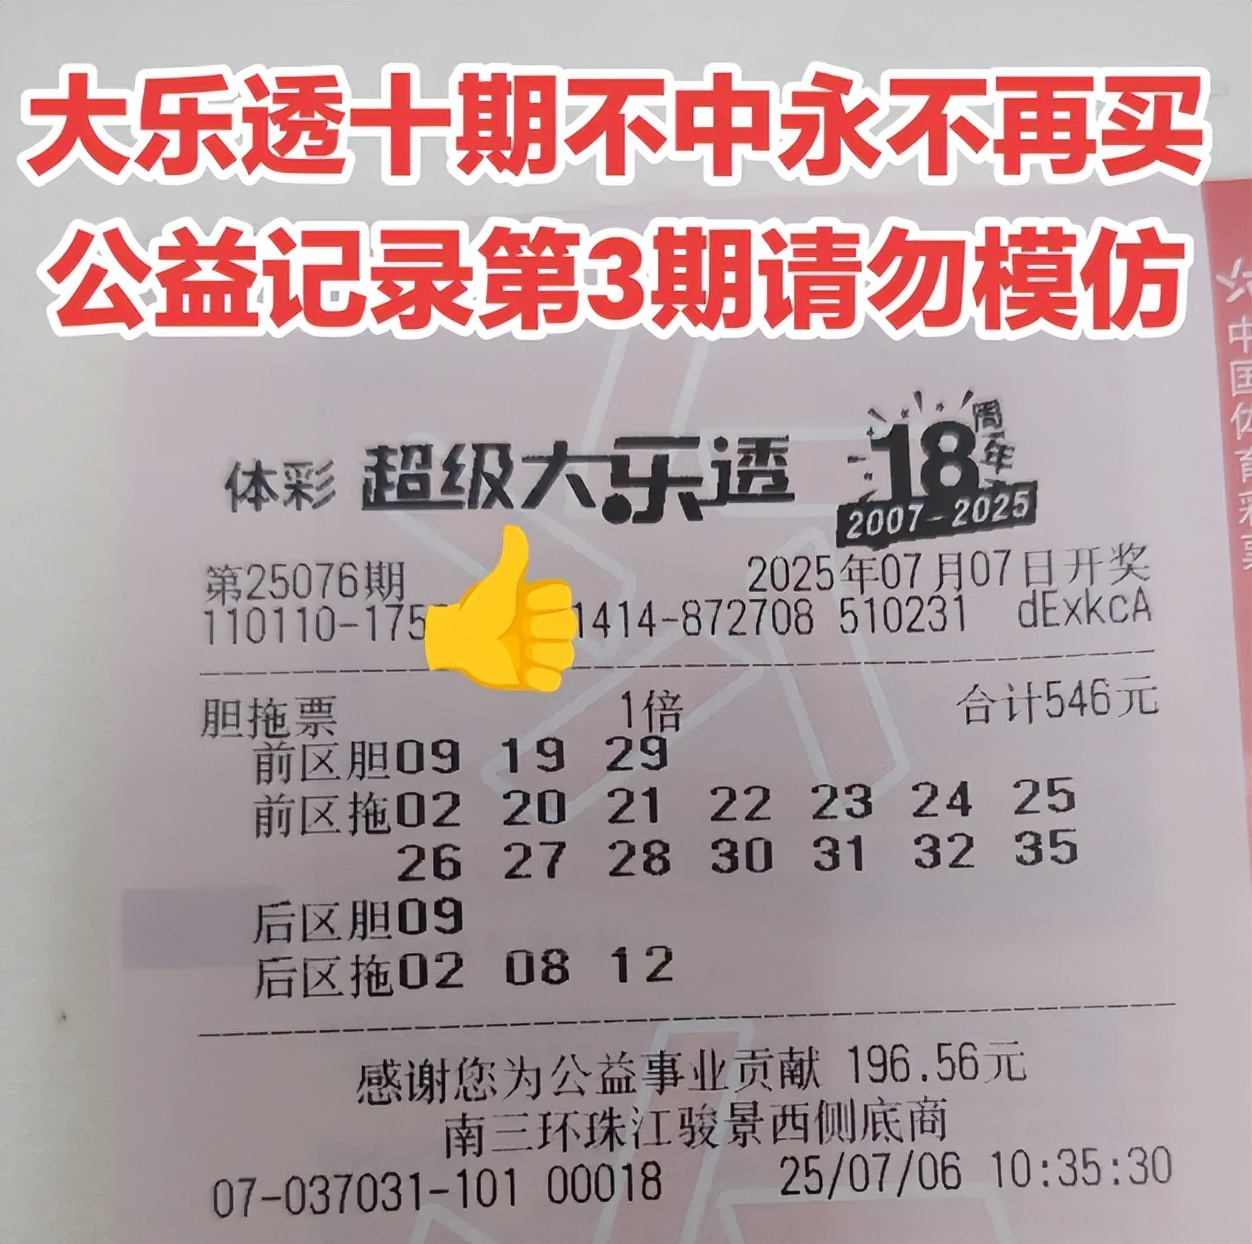 大乐透十期不中永不再买
公益记录第3期请勿模仿
体彩 超级大乐透 18周年
2007-2025
第25076期 2025年07月07日开奖
110110-175 1414-872708 510231 dExkcA
胆拖票 1倍 合计546元
前区胆09 19 29
前区拖02 20 21 22 23 24 25
26 27 28 30 31 32 35
后区胆09
后区拖02 08 12
感谢您为公益事业贡献 196.56元
南三环珠江骏景西侧底商
07-037031-101 00018 25/07/06 10:35:30
中国体育彩票